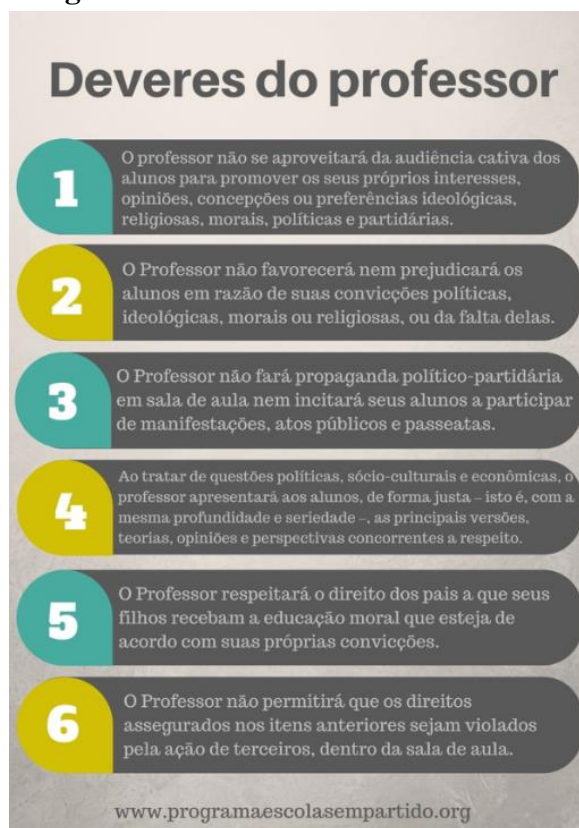 Deveres do professor
1
O professor não se aproveitará da audiência cativa dos
alunos para promover os seus próprios interesses,
opiniões, concepções ou preferências ideológicas,
religiosas, morais, políticas e partidárias.
2
O Professor não favorecerá nem prejudicará os
alunos em razão de suas convicções políticas,
ideológicas, morais ou religiosas, ou da falta delas.
3
O Professor não fará propaganda político-partidária
em sala de aula nem incitará seus alunos a participar
de manifestações, atos públicos e passeatas.
4
Ao tratar de questões políticas, sócio-culturais e econômicas, o
professor apresentará aos alunos, de forma justa – isto é, com a
mesma profundidade e seriedade –, as principais versões,
teorias, opiniões e perspectivas concorrentes a respeito.
5
O Professor respeitará o direito dos pais a que seus
filhos recebam a educação moral que esteja de
acordo com suas próprias convicções.
6
O Professor não permitirá que os direitos
assegurados nos itens anteriores sejam violados
pela ação de terceiros, dentro da sala de aula.
www.programaescolasempartido.org